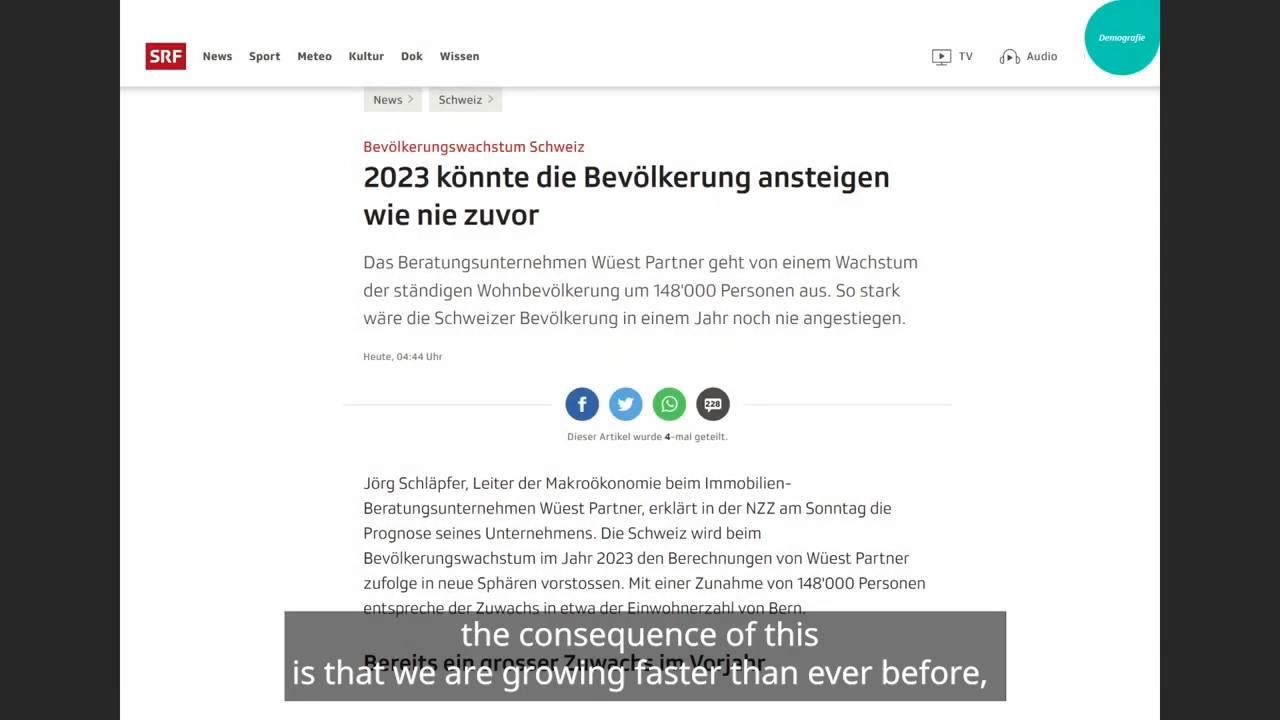 SRF News Sport Meteo Kultur Dok Wissen TV Audio
Demografie
News Schweiz
Bevölkerungswachstum Schweiz
2023 könnte die Bevölkerung ansteigen
wie nie zuvor
Das Beratungsunternehmen Wüest Partner geht von einem Wachstum
der ständigen Wohnbevölkerung um 148'000 Personen aus. So stark
wäre die Schweizer Bevölkerung in einem Jahr noch nie angestiegen.
Heute, 04:44 Uhr
228
Dieser Artikel wurde 4-mal geteilt.
Jörg Schläpfer, Leiter der Makroökonomie beim Immobilien-
Beratungsunternehmen Wüest Partner, erklärt in der NZZ am Sonntag die
Prognose seines Unternehmens. Die Schweiz wird beim
Bevölkerungswachstum im Jahr 2023 den Berechnungen von Wüest Partner
zufolge in neue Sphären vorstossen. Mit einer Zunahme von 148'000 Personen
entspreche der Zuwachs in etwa der Einwohnerzahl von Bern.
Bereits ein grosser Zuwachs im Vorjahr
the consequence of this
is that we are growing faster than ever before,